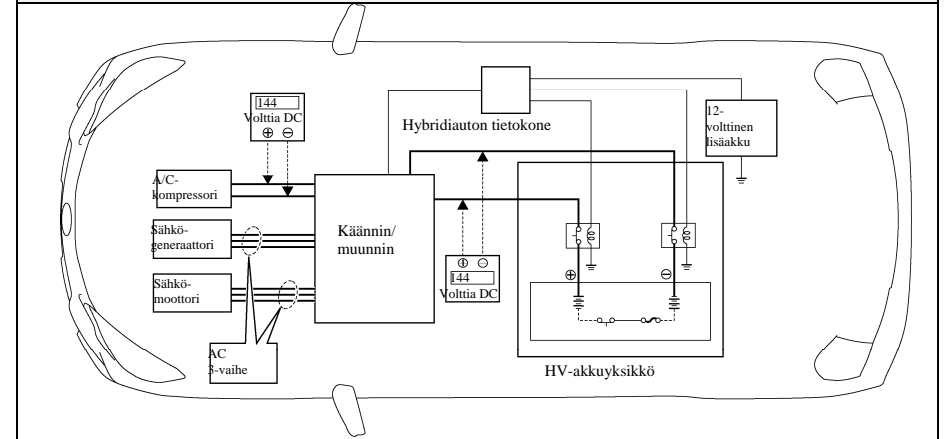 144
Volttia DC
⊕ ⊖
Hybridiauton tietokone
12-
volttinen
lisäakku
A/C-
kompressori
Sähkö-
generaattori
Sähkö-
moottori
Käännin/
muunnin
⊕ ⊖
144
Volttia DC
⊕
⊖
AC
3-vaihe
HV-akkuyksikkö